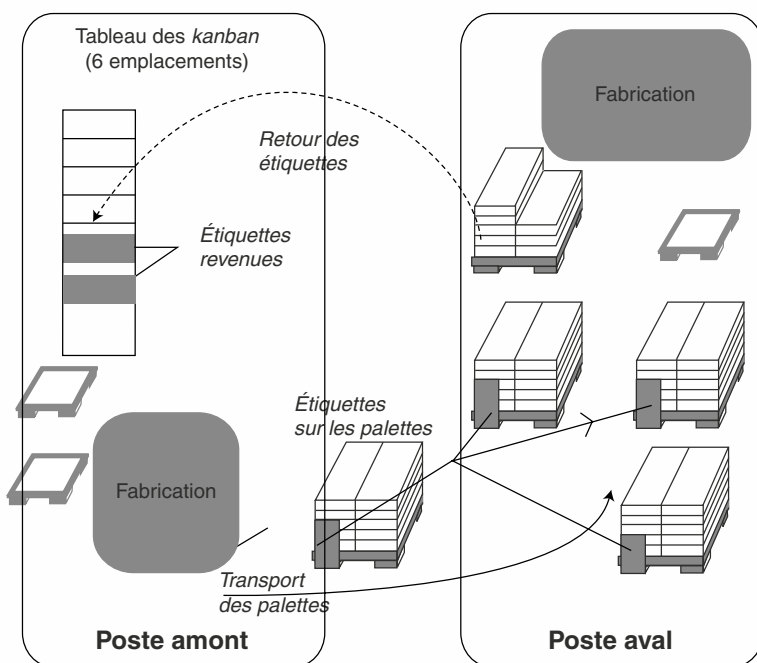 Tableau des kanban
(6 emplacements)
Fabrication
Retour des
étiquettes
Étiquettes
revenues
Étiquettes
sur les palettes
Fabrication
Transport
des palettes
Poste amont
Poste aval